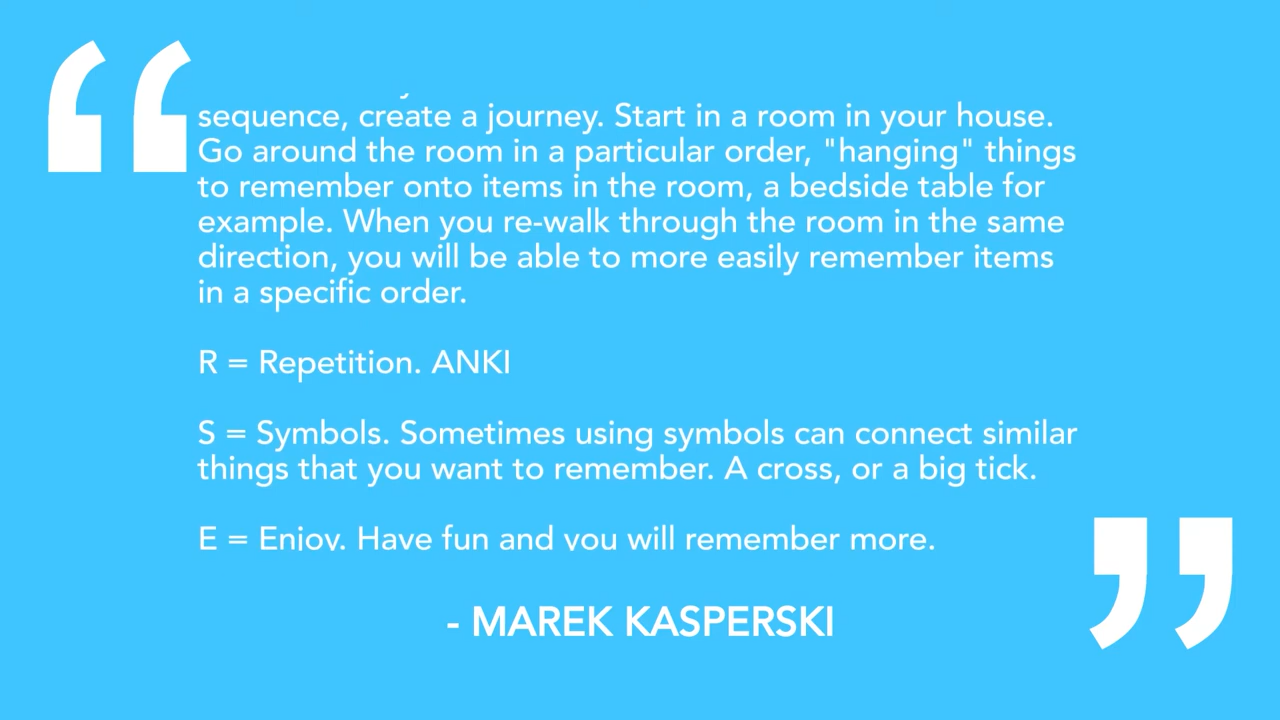 sequence, create a journey. Start in a room in your house.
Go around the room in a particular order, "hanging" things
to remember onto items in the room, a bedside table for
example. When you re-walk through the room in the same
direction, you will be able to more easily remember items
in a specific order.
R = Repetition. ANKI
S = Symbols. Sometimes using symbols can connect similar
things that you want to remember. A cross, or a big tick.
E = Enjoy. Have fun and you will remember more.
- MAREK KASPERSKI